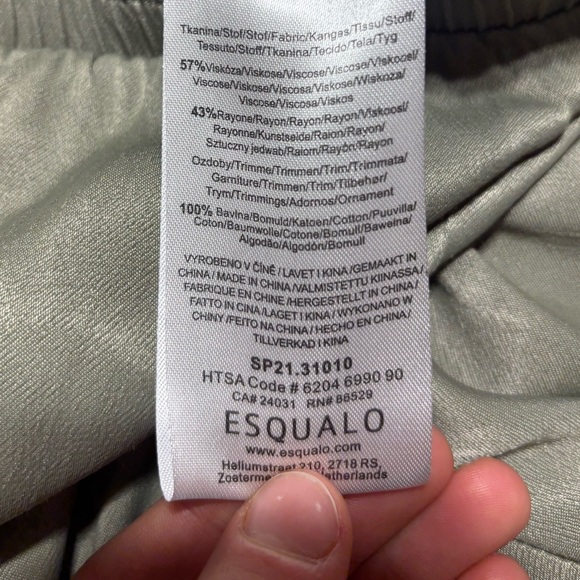 Tkanina/Stof/Stof/Fabric/Kangas/Tissu/Stoff/
Tessuto/Stoff/Tkanina/Tecido/Tela/Tyg
57%Viskóza/Viskose/Viscose/Viscose/Viskoosi/
Viscose/Viskose/Viscosa/Viskose/Wiskoza/
Viscose/Viscosa/Viskos
43%Rayone/Rayon/Rayon/Rayon/Viskoosi/
Rayonne/Kunstseide/Raion/Rayon/
Sztuczny jedwab/Raiom/Rayón/Rayon
Ozdoby/Trimme/Trimmen/Trim/Trimmata/
Garniture/Trimmen/Trim/Tilbehør/
Trym/Trimmings/Adornos/Ornament
100% Bavlna/Bomuld/Katoen/Cotton/Puuvilla/
Coton/Baumwolle/Cotone/Bomull/Bawełna/
Algodão/Algodón/Bomull
VYROBENO V ČÍNĚ / LAVET I KINA/GEMAAKT IN
CHINA / MADE IN CHINA /VALMISTETTU KIINASSA /
FABRIQUE EN CHINE /HERGESTELLT IN CHINA/
FATTO IN CINA /LAGET I KINA / WYKONANO W
CHINY /FEITO NA CHINA / HECHO EN CHINA /
TILLVERKAD I KINA
SP21.31010
HTSA Code # 6204 6990 90
CA# 24031 RN# 86529
ESQUALO
www.esqualo.com
Heliumstraat 210, 2718 RS,